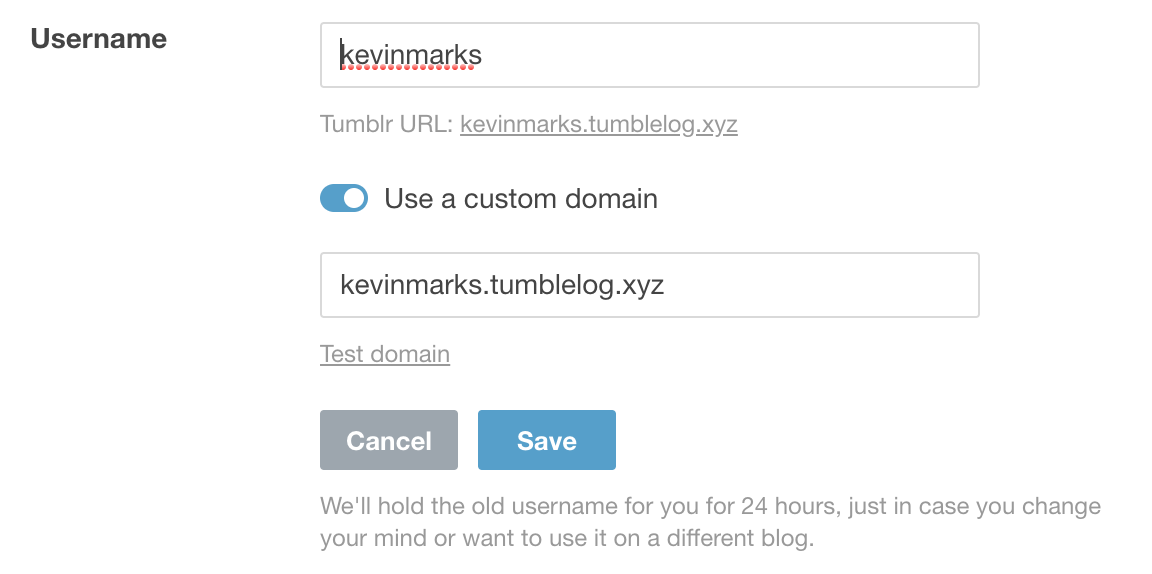 Username
kevinmarks
Tumblr URL: kevinmarks.tumblelog.xyz
Use a custom domain
kevinmarks.tumblelog.xyz
Test domain
Cancel
Save
We'll hold the old username for you for 24 hours, just in case you change
your mind or want to use it on a different blog.